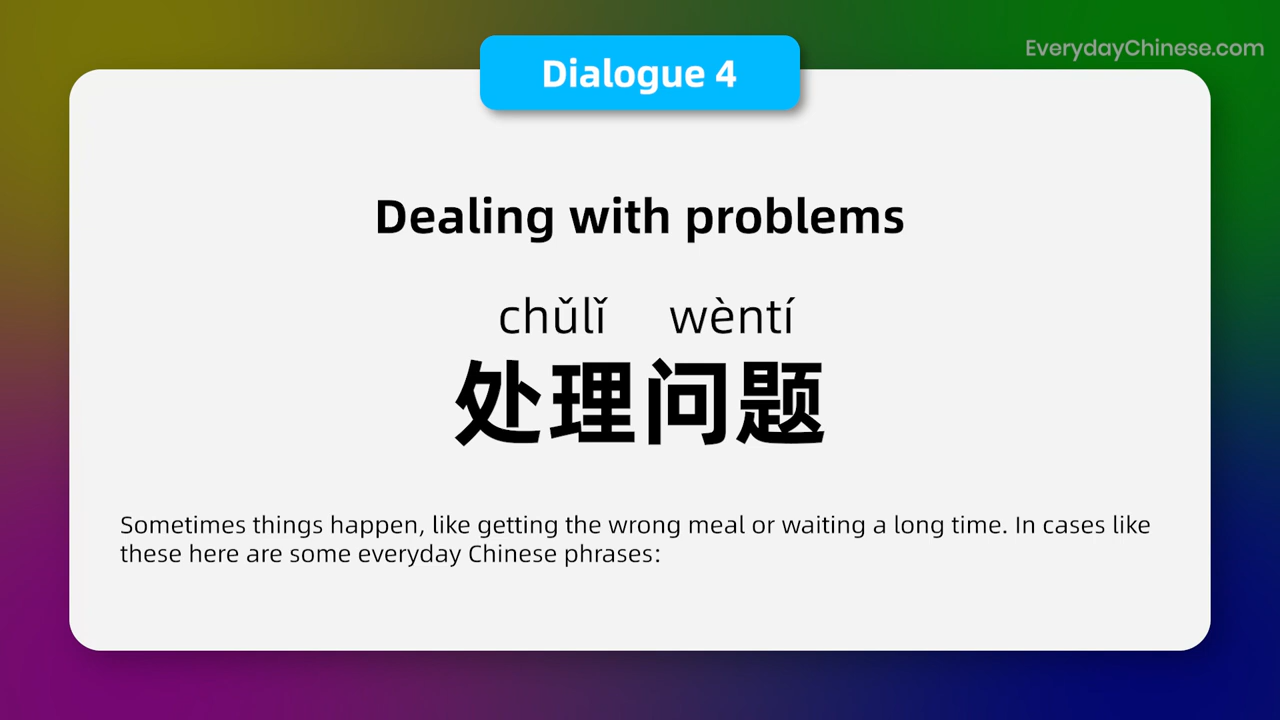 EverydayChinese.com
Dialogue 4
Dealing with problems
chǔlǐ wèntí
处理问题
Sometimes things happen, like getting the wrong meal or waiting a long time. In cases like
these here are some everyday Chinese phrases: